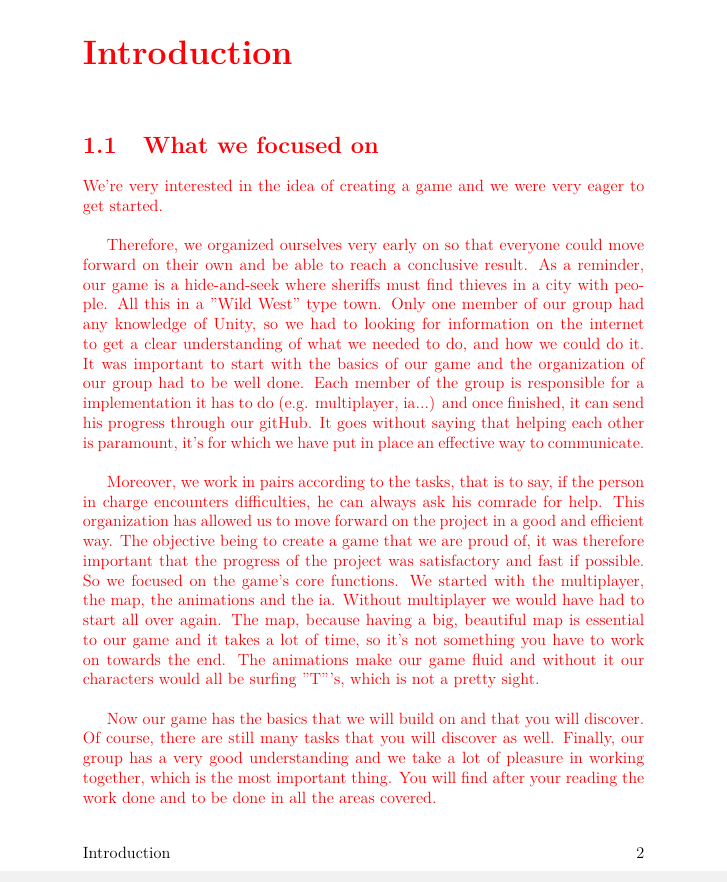 Introduction
1.1 What we focused on
We're very interested in the idea of creating a game and we were very eager to
get started.
Therefore, we organized ourselves very early on so that everyone could move
forward on their own and be able to reach a conclusive result. As a reminder,
our game is a hide-and-seek where sheriffs must find thieves in a city with peo-
ple. All this in a "Wild West" type town. Only one member of our group had
any knowledge of Unity, so we had to looking for information on the internet
to get a clear understanding of what we needed to do, and how we could do it.
It was important to start with the basics of our game and the organization of
our group had to be well done. Each member of the group is responsible for a
implementation it has to do (e.g. multiplayer, ia...) and once finished, it can send
his progress through our gitHub. It goes without saying that helping each other
is paramount, it's for which we have put in place an effective way to communicate.
Moreover, we work in pairs according to the tasks, that is to say, if the person
in charge encounters difficulties, he can always ask his comrade for help. This
organization has allowed us to move forward on the project in a good and efficient
way. The objective being to create a game that we are proud of, it was therefore
important that the progress of the project was satisfactory and fast if possible.
So we focused on the game's core functions. We started with the multiplayer,
the map, the animations and the ia. Without multiplayer we would have had to
start all over again. The map, because having a big, beautiful map is essential
to our game and it takes a lot of time, so it's not something you have to work
on towards the end. The animations make our game fluid and without it our
characters would all be surfing "T"'s, which is not a pretty sight.
Now our game has the basics that we will build on and that you will discover.
Of course, there are still many tasks that you will discover as well. Finally, our
group has a very good understanding and we take a lot of pleasure in working
together, which is the most important thing. You will find after your reading the
work done and to be done in all the areas covered.
Introduction 2